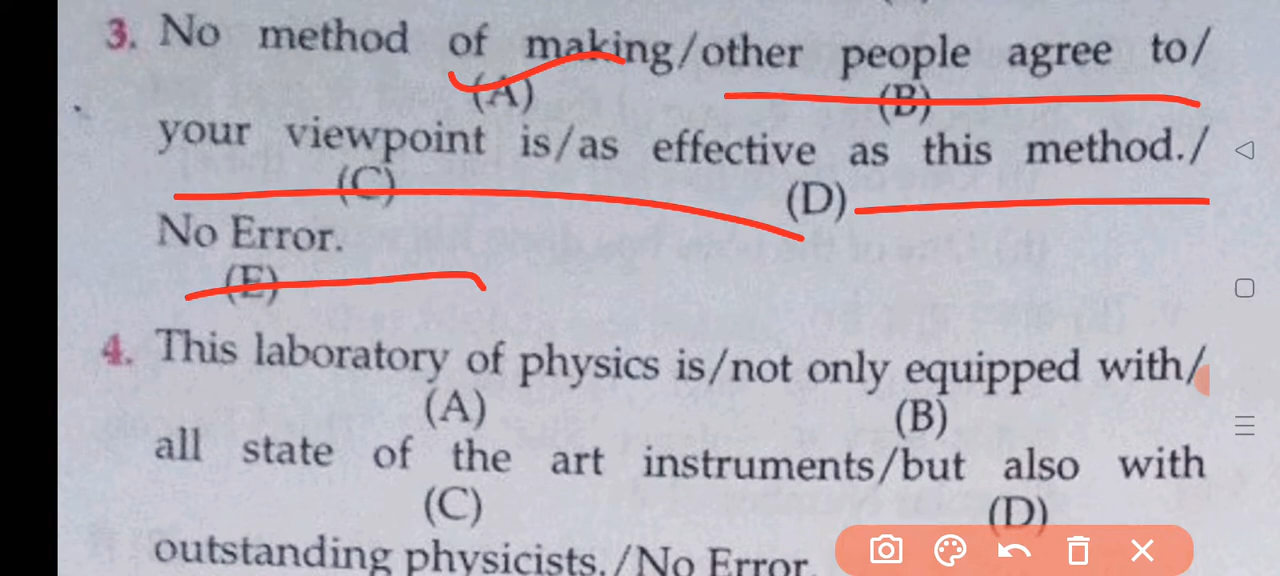 3. No method of making/other people agree to/
(A) (B)
your viewpoint is/as effective as this method./
(C) (D)
No Error.
(E)
4. This laboratory of physics is/not only equipped with/
(A) (B)
all state of the art instruments/but also with
(C) (D)
outstanding physicists./No Error.